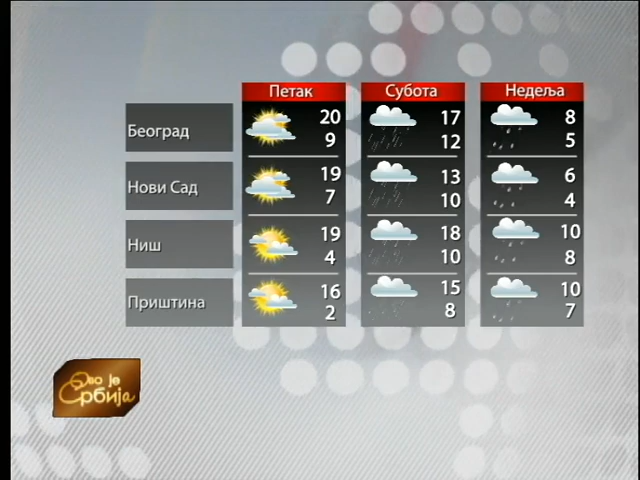 Петак Субота Недеља
Београд 20 17 8
9 12 5
Нови Сад 19 13 6
7 10 4
Ниш 19 18 10
4 10 8
Приштина 16 15 10
2 8 7
Ово је
Србија